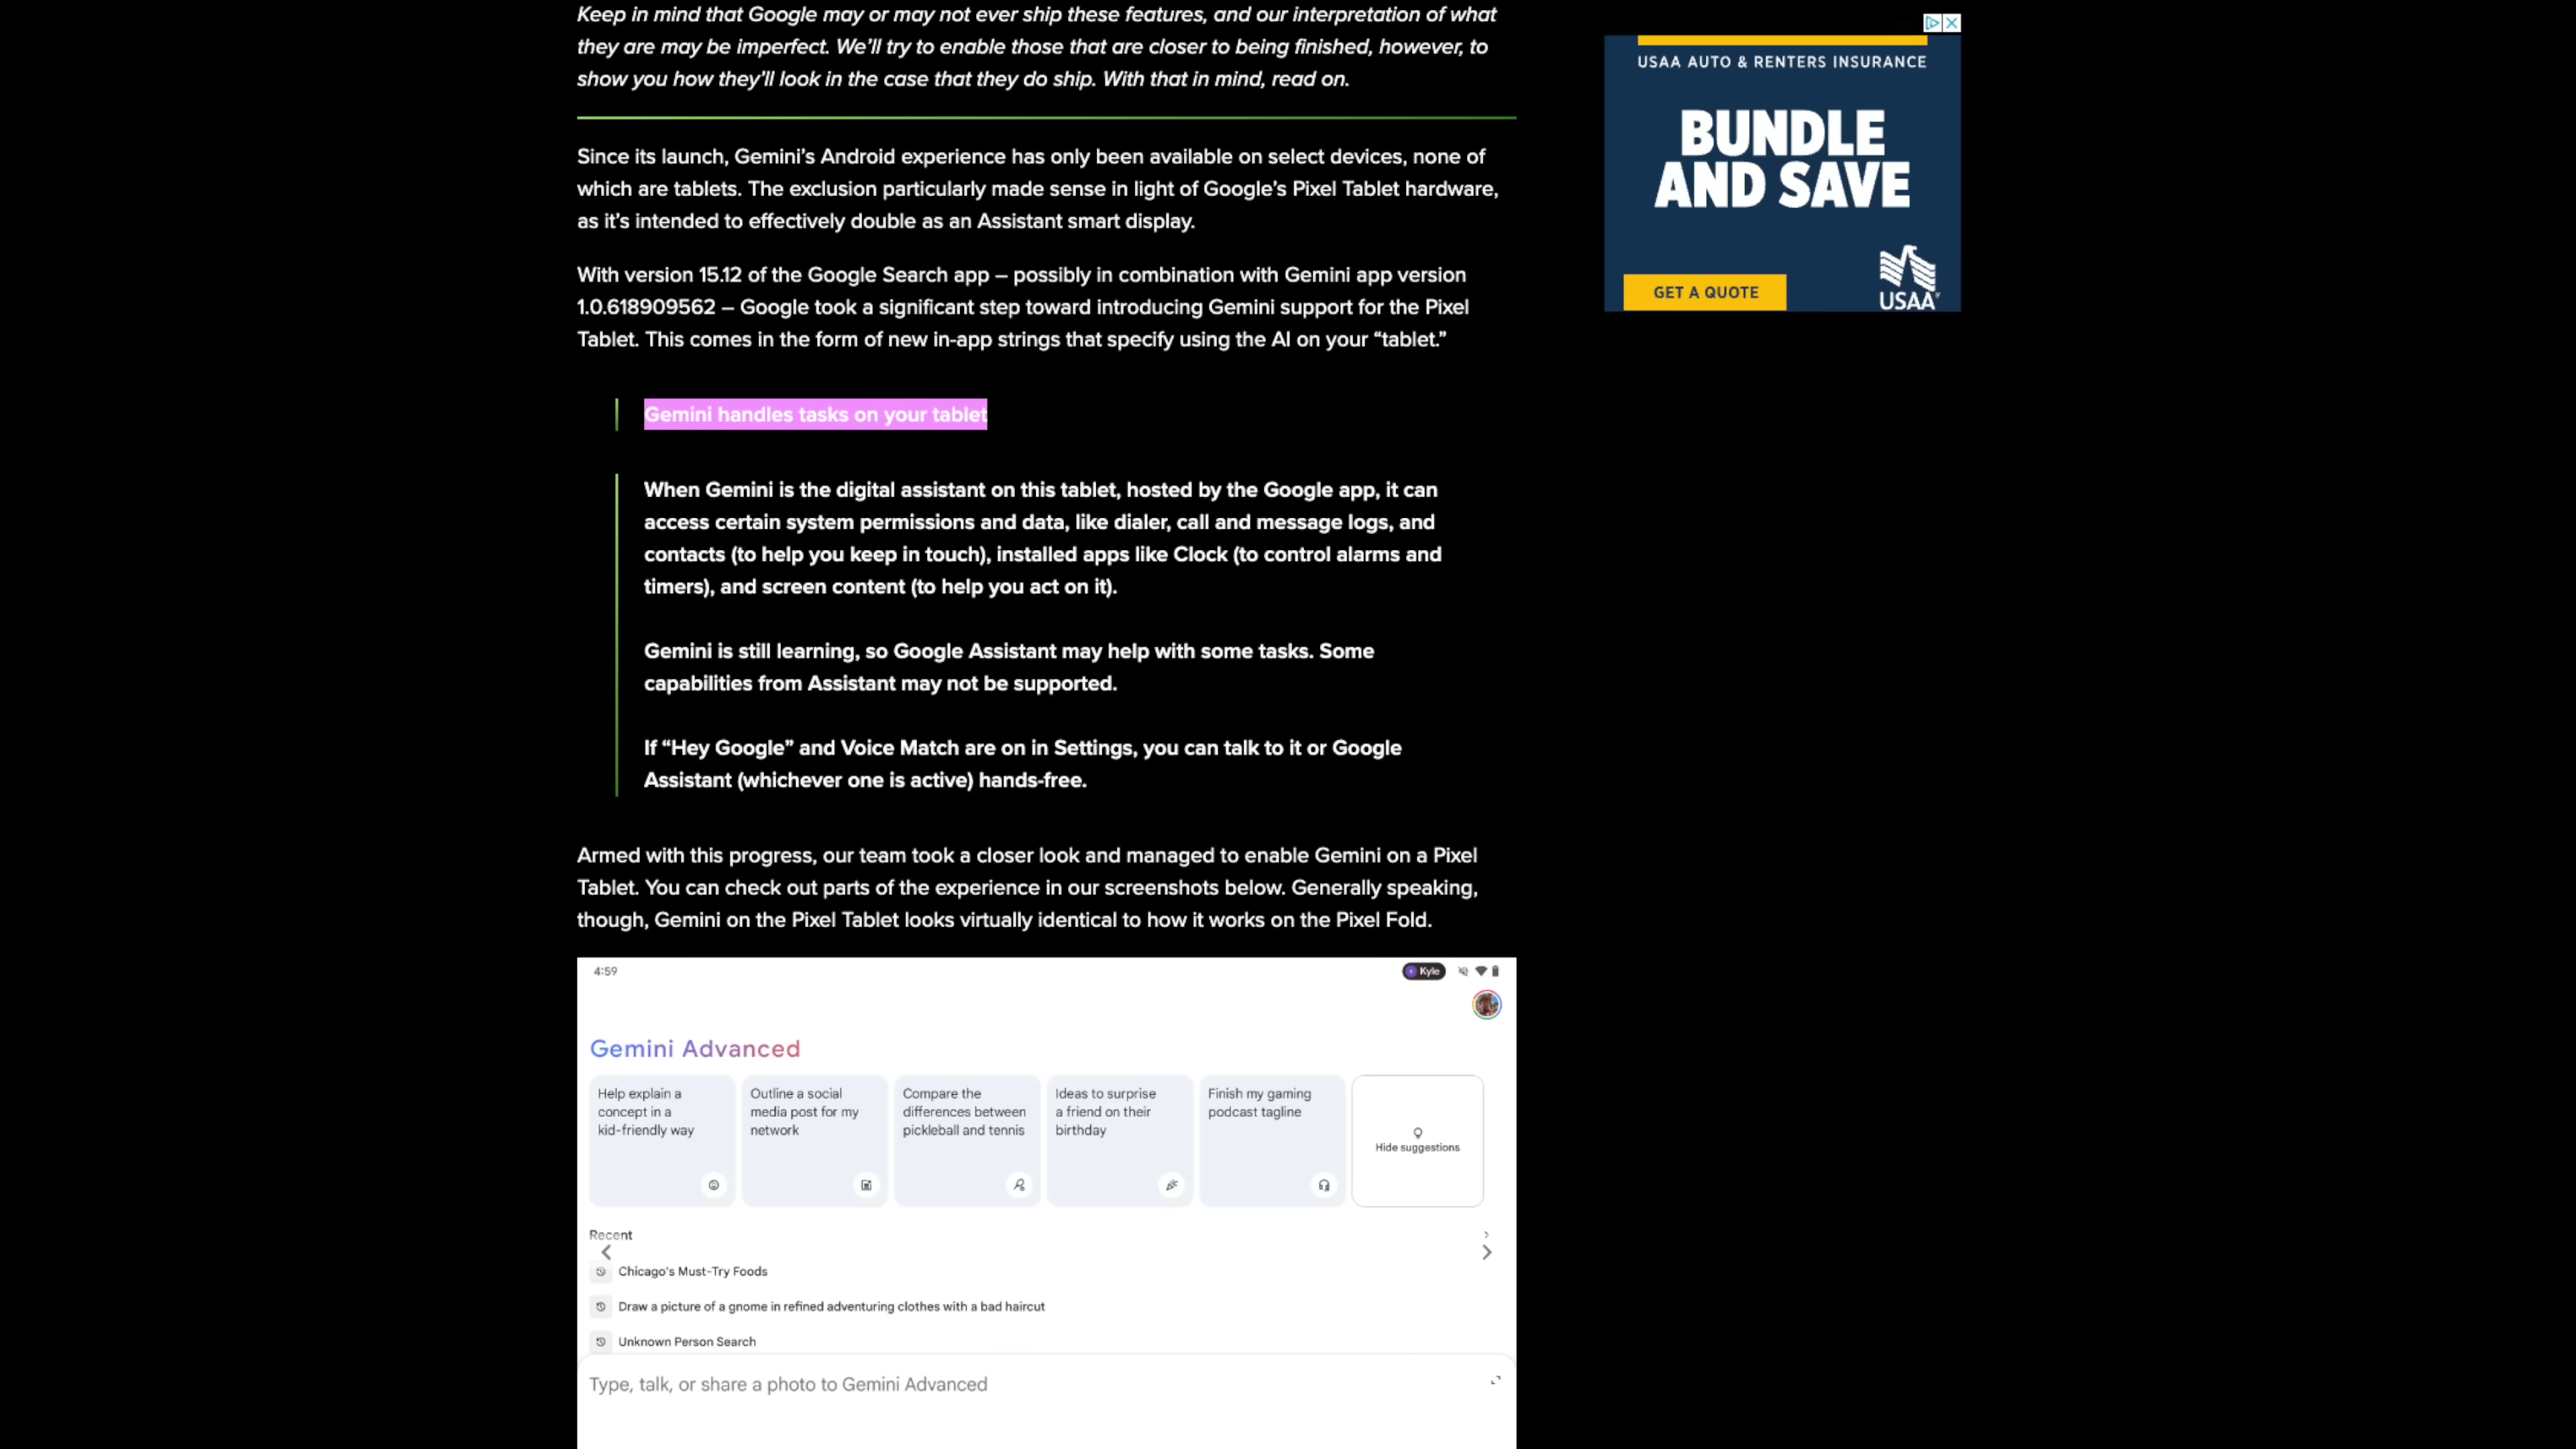 Keep in mind that Google may or may not ever ship these features, and our interpretation of what
they are may be imperfect. We’ll try to enable those that are closer to being finished, however, to
show you how they’ll look in the case that they do ship. With that in mind, read on.
USAA AUTO & RENTERS INSURANCE
BUNDLE
AND SAVE
GET A QUOTE
USAA®
Since its launch, Gemini’s Android experience has only been available on select devices, none of
which are tablets. The exclusion particularly made sense in light of Google’s Pixel Tablet hardware,
as it’s intended to effectively double as an Assistant smart display.
With version 15.12 of the Google Search app – possibly in combination with Gemini app version
1.0.618909562 – Google took a significant step toward introducing Gemini support for the Pixel
Tablet. This comes in the form of new in-app strings that specify using the AI on your “tablet.”
Gemini handles tasks on your tablet
When Gemini is the digital assistant on this tablet, hosted by the Google app, it can
access certain system permissions and data, like dialer, call and message logs, and
contacts (to help you keep in touch), installed apps like Clock (to control alarms and
timers), and screen content (to help you act on it).
Gemini is still learning, so Google Assistant may help with some tasks. Some
capabilities from Assistant may not be supported.
If “Hey Google” and Voice Match are on in Settings, you can talk to it or Google
Assistant (whichever one is active) hands-free.
Armed with this progress, our team took a closer look and managed to enable Gemini on a Pixel
Tablet. You can check out parts of the experience in our screenshots below. Generally speaking,
though, Gemini on the Pixel Tablet looks virtually identical to how it works on the Pixel Fold.
4:59
Kyle
Gemini Advanced
Help explain a
concept in a
kid-friendly way
Outline a social
media post for my
network
Compare the
differences between
pickleball and tennis
Ideas to surprise
a friend on their
birthday
Finish my gaming
podcast tagline
Hide suggestions
Recent
Chicago's Must-Try Foods
Draw a picture of a gnome in refined adventuring clothes with a bad haircut
Unknown Person Search
Type, talk, or share a photo to Gemini Advanced